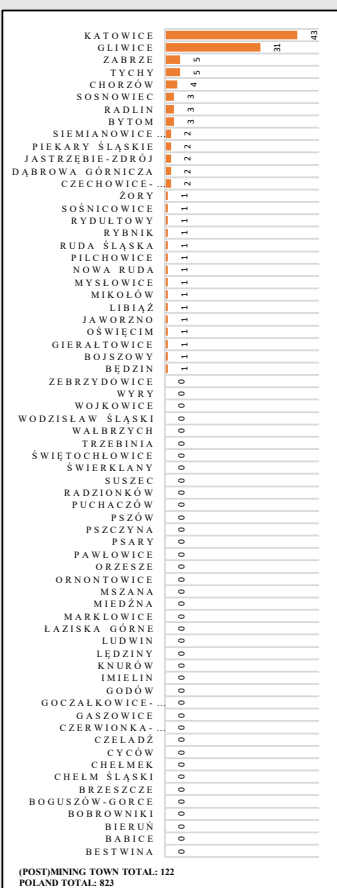 KATOWICE 43
GLIWICE 31
ZABRZE 5
TYCHY 5
CHORZÓW 4
SOSNOWIEC 3
RADLIN 3
BYTOM 3
SIEMIANOWICE … 2
PIEKARY ŚLĄSKIE 2
JASTRZĘBIE-ZDRÓJ 2
DĄBROWA GÓRNICZA 2
CZECHOWICE-… 2
ŻORY 1
SOŚNICOWICE 1
RYDUŁTOWY 1
RYBNIK 1
RUDA ŚLĄSKA 1
PILCHOWICE 1
NOWA RUDA 1
MYSŁOWICE 1
MIKOŁÓW 1
LIBIĄŻ 1
JAWORZNO 1
OŚWIĘCIM 1
GIERAŁTOWICE 1
BOJSZOWY 1
BĘDZIN 1
ZEBRZYDOWICE 0
WYRY 0
WOJKOWICE 0
WODZISŁAW ŚLĄSKI 0
WAŁBRZYCH 0
TRZEBINIA 0
ŚWIĘTOCHŁOWICE 0
ŚWIERKLANY 0
SUSZEC 0
RADZIONKÓW 0
PUCHACZÓW 0
PSZÓW 0
PSZCZYNA 0
PSARY 0
PAWŁOWICE 0
ORZESZE 0
ORNONTOWICE 0
MSZANA 0
MIEDŹNA 0
MARKLOWICE 0
ŁAZISKA GÓRNE 0
LUDWIN 0
LĘDZINY 0
KNURÓW 0
IMIELIN 0
GODÓW 0
GOCZAŁKOWICE-… 0
GASZOWICE 0
CZERWIONKA-… 0
CZELADŹ 0
CYCÓW 0
CHEŁMEK 0
CHEŁM ŚLĄSKI 0
BRZESZCZE 0
BOGUSZÓW-GORCE 0
BOBROWNIKI 0
BIERUŃ 0
BABICE 0
BESTWINA 0
(POST)MINING TOWN TOTAL: 122
POLAND TOTAL: 823